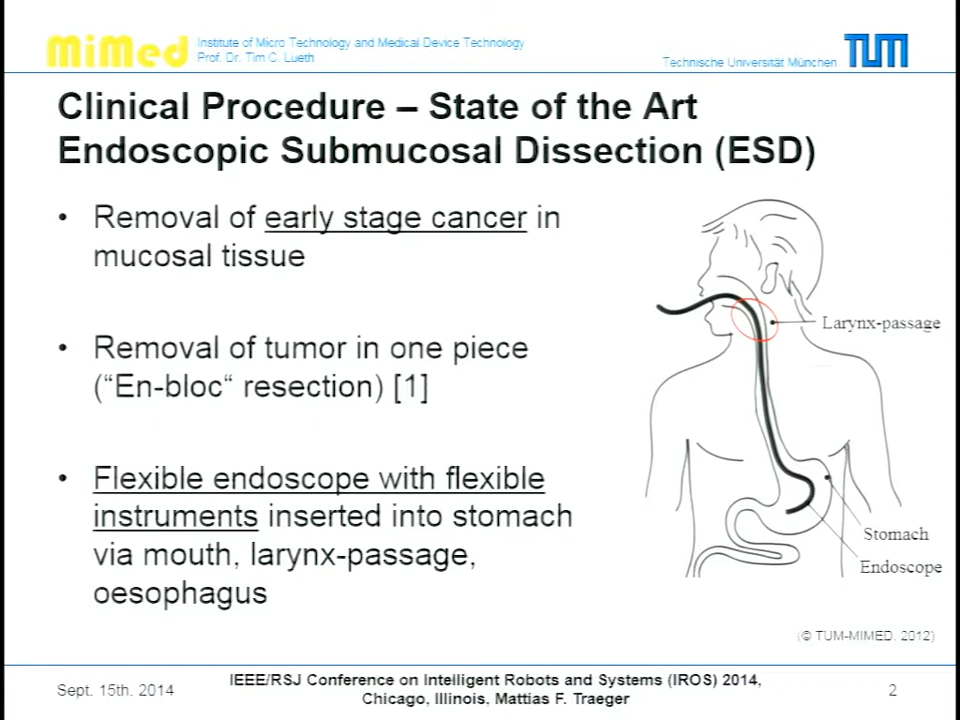 MiMed
Institute of Micro Technology and Medical Device Technology
Prof. Dr. Tim C. Lueth
Technische Universität München
TUM
Clinical Procedure – State of the Art
Endoscopic Submucosal Dissection (ESD)
• Removal of early stage cancer in
mucosal tissue
• Removal of tumor in one piece
(“En-bloc“ resection) [1]
• Flexible endoscope with flexible
instruments inserted into stomach
via mouth, larynx-passage,
oesophagus
Larynx-passage
Stomach
Endoscope
(© TUM-MIMED. 2012)
Sept. 15th. 2014
IEEE/RSJ Conference on Intelligent Robots and Systems (IROS) 2014,
Chicago, Illinois, Mattias F. Traeger
2